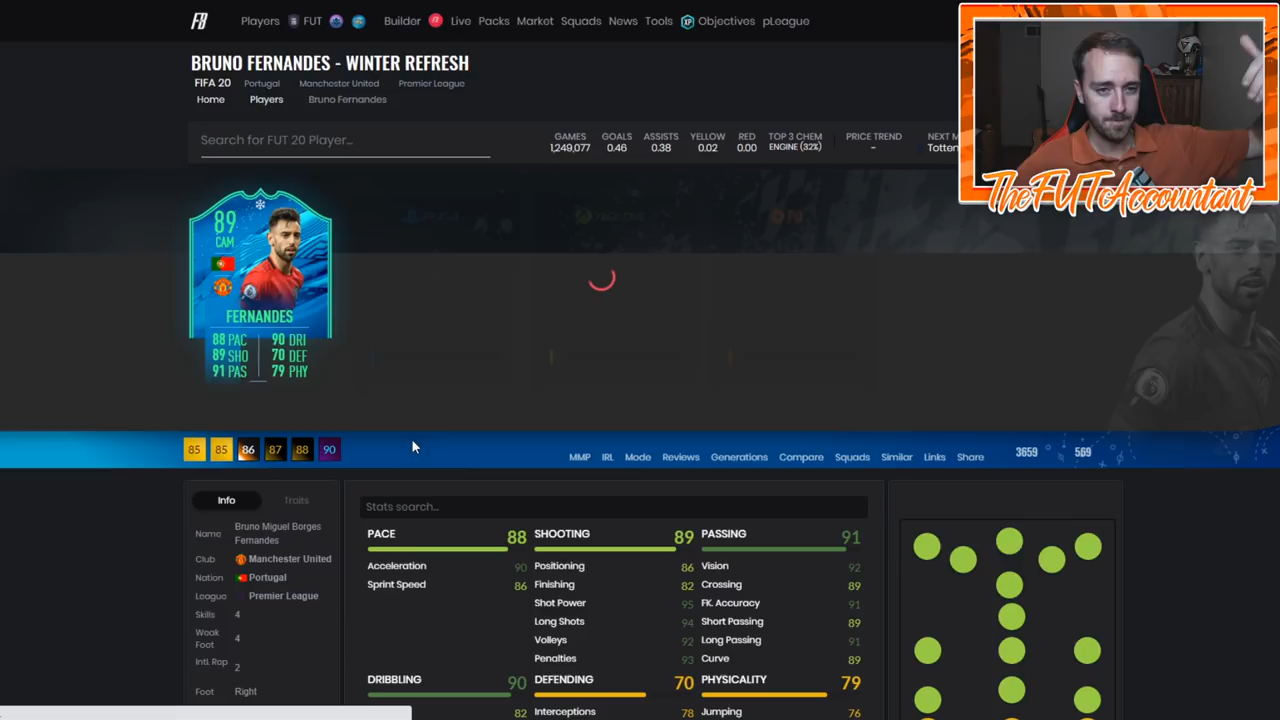 FB Players FUT Builder Live Packs Market Squads News Tools XP Objectives pLeague
BRUNO FERNANDES - WINTER REFRESH
FIFA 20 Portugal Manchester United Premier League
Home Players Bruno Fernandes
Search for FUT 20 Player...
GAMES GOALS ASSISTS YELLOW RED TOP 3 CHEM PRICE TREND NEXT M
1,249,077 0.46 0.38 0.02 0.00 ENGINE (32%) - Totten
TheFUTAccountant
89
CAM
FERNANDES
88 PAC 90 DRI
89 SHO 70 DEF
91 PAS 79 PHY
85 85 86 87 88 90
MMP IRL Mode Reviews Generations Compare Squads Similar Links Share 3659 569
Info Traits
Name Bruno Miguel Borges Fernandes
Club Manchester United
Nation Portugal
League Premier League
Skills 4
Weak Foot 4
Intl. Rep 2
Foot Right
Stats search...
PACE 88
Acceleration 90
Sprint Speed 86
SHOOTING 89
Positioning 86
Finishing 82
Shot Power 95
Long Shots 94
Volleys 92
Penalties 93
PASSING 91
Vision 92
Crossing 89
FK. Accuracy 91
Short Passing 89
Long Passing 91
Curve 89
DRIBBLING 90
82
DEFENDING 70
Interceptions 78
PHYSICALITY 79
Jumping 76